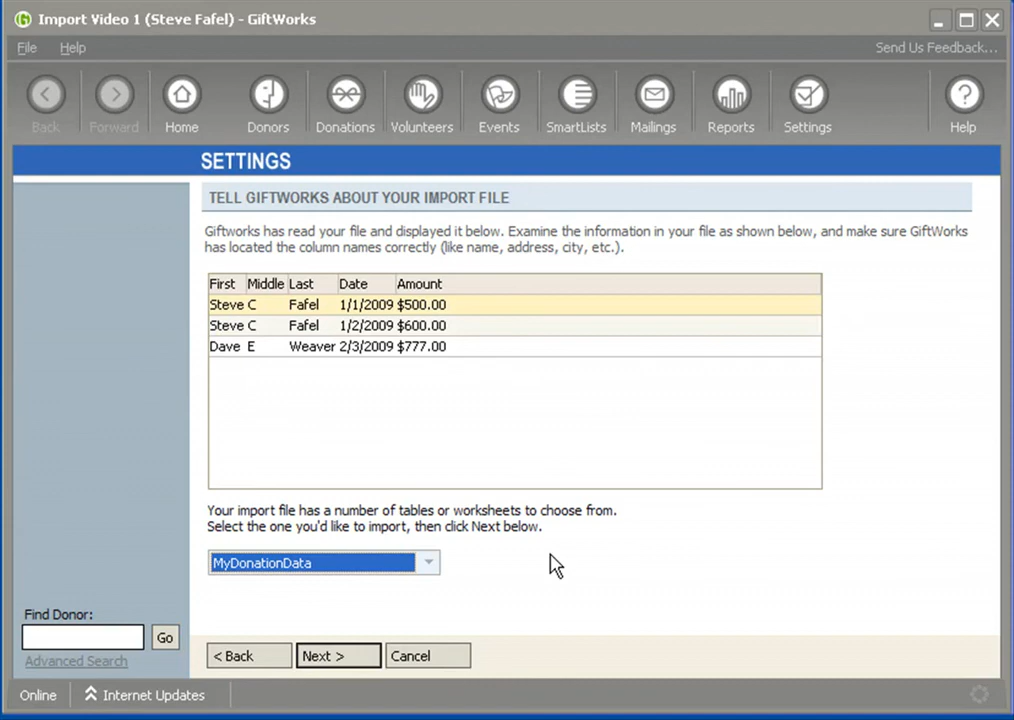 Import Video 1 (Steve Fafel) - GiftWorks
File Help Send Us Feedback...
Back Forward Home Donors Donations Volunteers Events SmartLists Mailings Reports Settings Help
SETTINGS
TELL GIFTWORKS ABOUT YOUR IMPORT FILE
Giftworks has read your file and displayed it below. Examine the information in your file as shown below, and make sure GiftWorks
has located the column names correctly (like name, address, city, etc.).
First Middle Last Date Amount
Steve C Fafel 1/1/2009 $500.00
Steve C Fafel 1/2/2009 $600.00
Dave E Weaver 2/3/2009 $777.00
Your import file has a number of tables or worksheets to choose from.
Select the one you'd like to import, then click Next below.
MyDonationData
Find Donor:
Go
Advanced Search
< Back Next > Cancel
Online Internet Updates